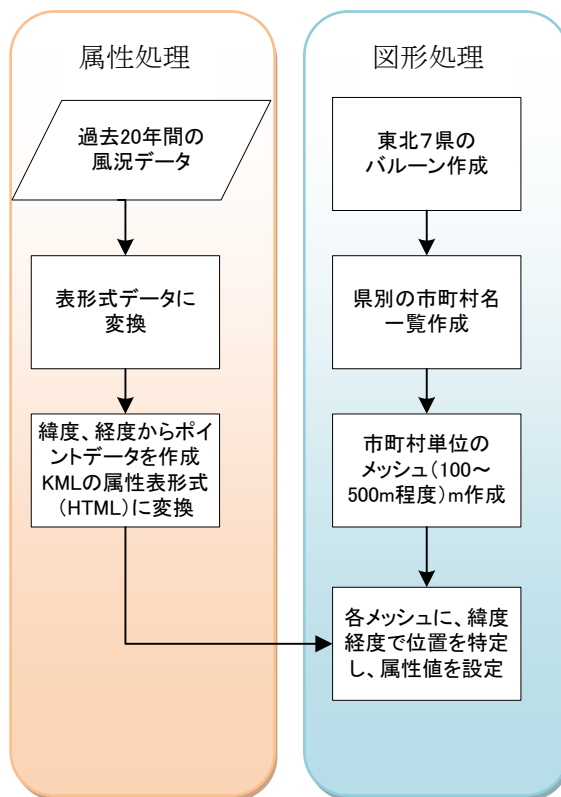 属性処理
過去20年間の
風況データ
表形式データに
変換
緯度、経度からポイ
ントデータを作成
KMLの属性表形式
(HTML)に変換
図形処理
東北７県の
バルーン作成
県別の市町村名
一覧作成
市町村単位の
メッシュ(100～
500m程度)m作成
各メッシュに、緯度
経度で位置を特定
し、属性値を設定